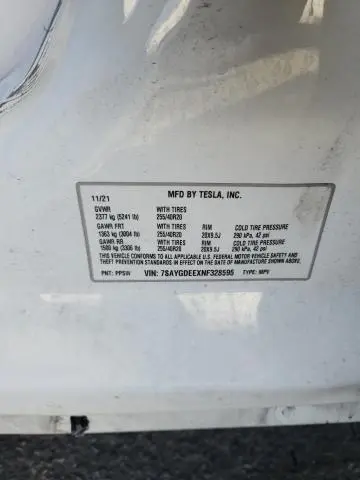 11/21 MFD BY TESLA, INC.
GVWR WITH TIRES
2377 kg (5241 lb) 255/40R20
GAWR FRT WITH TIRES RIM COLD TIRE PRESSURE
1363 kg (3004 lb) 255/40R20 20X9.5J 290 kPa, 42 psi
GAWR RR WITH TIRES RIM COLD TIRE PRESSURE
1500 kg (3306 lb) 255/40R20 20X9.5J 290 kPa, 42 psi
THIS VEHICLE CONFORMS TO ALL APPLICABLE U.S. FEDERAL MOTOR VEHICLE SAFETY AND
THEFT PREVENTION STANDARDS IN EFFECT ON THE DATE OF MANUFACTURE SHOWN ABOVE.
PNT: PPSW VIN: 7SAYGDEEXNF328595 TYPE: MPV